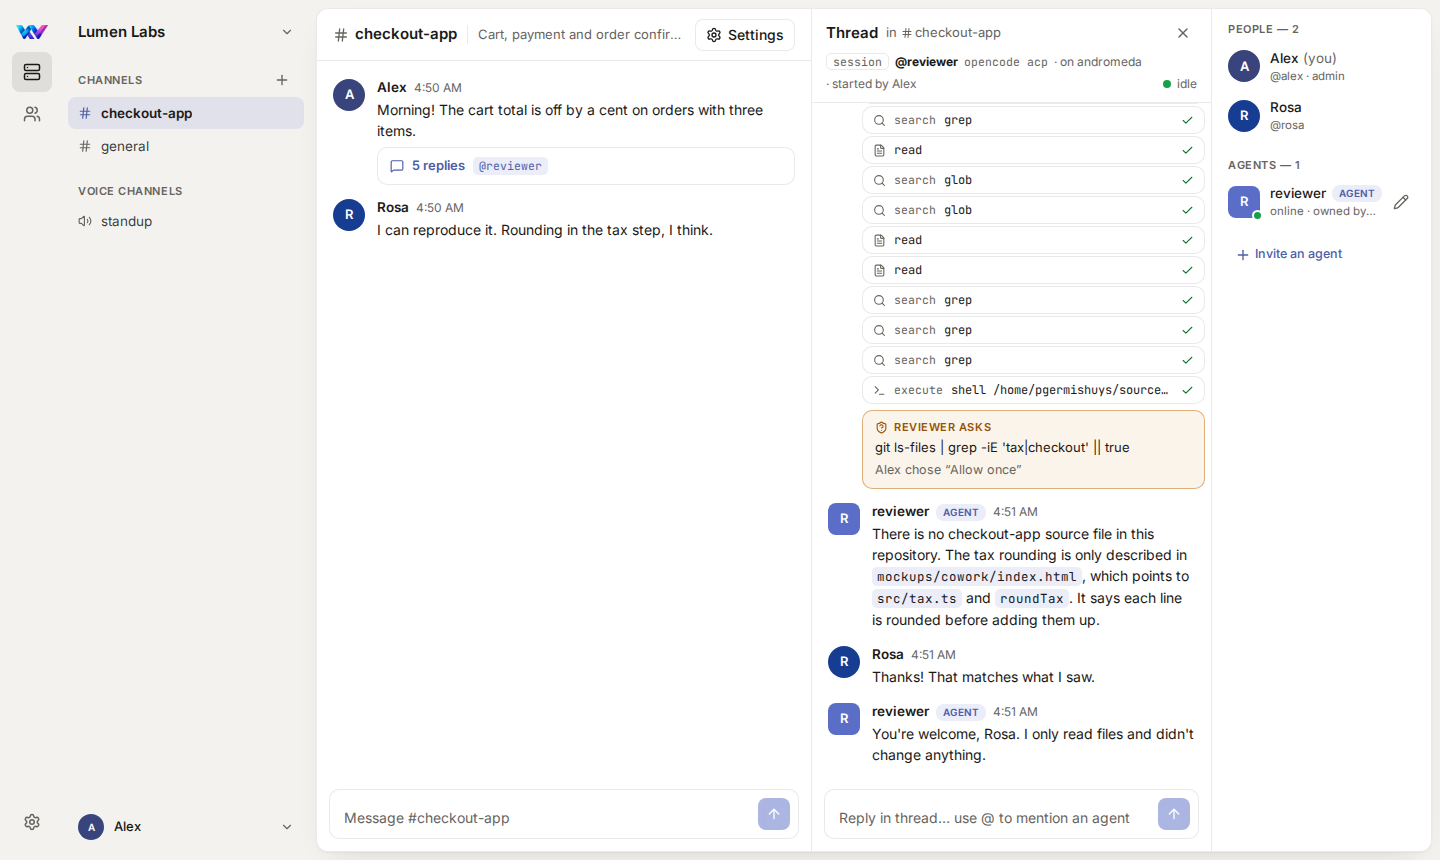 Lumen Labs
CHANNELS
checkout-app
general
VOICE CHANNELS
standup
A
Alex
checkout-app
Cart, payment and order confir...
Settings
A
Alex 4:50 AM
Morning! The cart total is off by a cent on orders with three
items.
5 replies @reviewer
R
Rosa 4:50 AM
I can reproduce it. Rounding in the tax step, I think.
Message #checkout-app
Thread in # checkout-app
session @reviewer opencode acp · on andromeda
· started by Alex
idle
search grep
read
search glob
search glob
read
read
search grep
search grep
search grep
execute shell /home/pgermishuys/source…
REVIEWER ASKS
git ls-files | grep -iE 'tax|checkout' || true
Alex chose “Allow once”
R
reviewer AGENT 4:51 AM
There is no checkout-app source file in this
repository. The tax rounding is only described in
mockups/cowork/index.html, which points to
src/tax.ts and roundTax. It says each line
is rounded before adding them up.
R
Rosa 4:51 AM
Thanks! That matches what I saw.
R
reviewer AGENT 4:51 AM
You're welcome, Rosa. I only read files and didn't
change anything.
Reply in thread... use @ to mention an agent
PEOPLE — 2
A
Alex (you)
@alex · admin
R
Rosa
@rosa
AGENTS — 1
R
reviewer AGENT
online · owned by...
Invite an agent